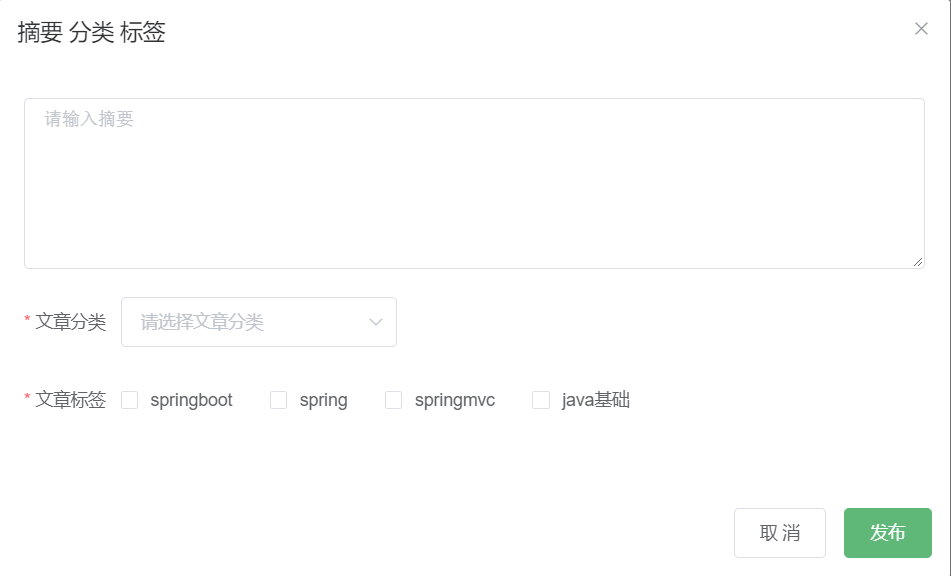 摘要 分类 标签
请输入摘要
* 文章分类 请选择文章分类
* 文章标签 springboot spring springmvc java基础
取 消 发布